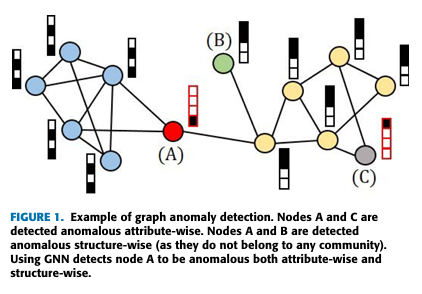 (B)
(A)
(C)
FIGURE 1. Example of graph anomaly detection. Nodes A and C are
detected anomalous attribute-wise. Nodes A and B are detected
anomalous structure-wise (as they do not belong to any community).
Using GNN detects node A to be anomalous both attribute-wise and
structure-wise.